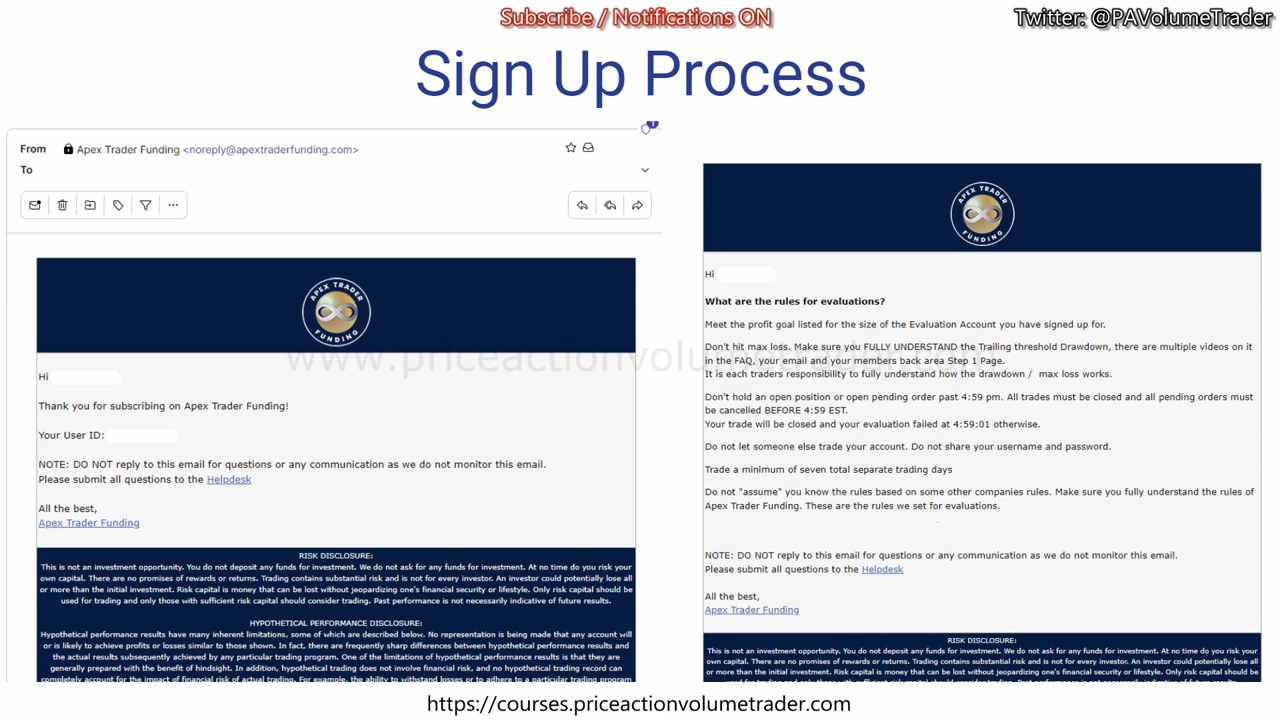 Subscribe / Notifications ON
Twitter: @PAVolumeTrader
Sign Up Process
From Apex Trader Funding <noreply@apextraderfunding.com>
To
APEX TRADER
FUNDING
Hi
Thank you for subscribing on Apex Trader Funding!
Your User ID:
NOTE: DO NOT reply to this email for questions or any communication as we do not monitor this email.
Please submit all questions to the Helpdesk
All the best,
Apex Trader Funding
RISK DISCLOSURE:
This is not an investment opportunity. You do not deposit any funds for investment. We do not ask for any funds for investment. At no time do you risk your
own capital. There are no promises of rewards or returns. Trading contains substantial risk and is not for every investor. An investor could potentially lose all
or more than the initial investment. Risk capital is money that can be lost without jeopardizing one's financial security or lifestyle. Only risk capital should be
used for trading and only those with sufficient risk capital should consider trading. Past performance is not necessarily indicative of future results.
HYPOTHETICAL PERFORMANCE DISCLOSURE:
Hypothetical performance results have many inherent limitations, some of which are described below. No representation is being made that any account will
or is likely to achieve profits or losses similar to those shown. In fact, there are frequently sharp differences between hypothetical performance results and
the actual results subsequently achieved by any particular trading program. One of the limitations of hypothetical performance results is that they are
generally prepared with the benefit of hindsight. In addition, hypothetical trading does not involve financial risk, and no hypothetical trading record can
completely account for the impact of financial risk of actual trading. For example, the ability to withstand losses or to adhere to a particular trading program
APEX TRADER
FUNDING
Hi
What are the rules for evaluations?
Meet the profit goal listed for the size of the Evaluation Account you have signed up for.
Don't hit max loss. Make sure you FULLY UNDERSTAND the Trailing threshold Drawdown, there are multiple videos on it
in the FAQ, your email and your members back area Step 1 Page.
It is each traders responsibility to fully understand how the drawdown / max loss works.
Don't hold an open position or open pending order past 4:59 pm. All trades must be closed and all pending orders must
be cancelled BEFORE 4:59 EST.
Your trade will be closed and your evaluation failed at 4:59:01 otherwise.
Do not let someone else trade your account. Do not share your username and password.
Trade a minimum of seven total separate trading days
Do not "assume" you know the rules based on some other companies rules. Make sure you fully understand the rules of
Apex Trader Funding. These are the rules we set for evaluations.
NOTE: DO NOT reply to this email for questions or any communication as we do not monitor this email.
Please submit all questions to the Helpdesk
All the best,
Apex Trader Funding
RISK DISCLOSURE:
This is not an investment opportunity. You do not deposit any funds for investment. We do not ask for any funds for investment. At no time do you risk your
own capital. There are no promises of rewards or returns. Trading contains substantial risk and is not for every investor. An investor could potentially lose all
or more than the initial investment. Risk capital is money that can be lost without jeopardizing one's financial security or lifestyle. Only risk capital should be
www.priceactionvolumetrader.com
https://courses.priceactionvolumetrader.com